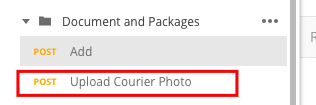 Document and Packages
POST Add
POST Upload Courier Photo
R